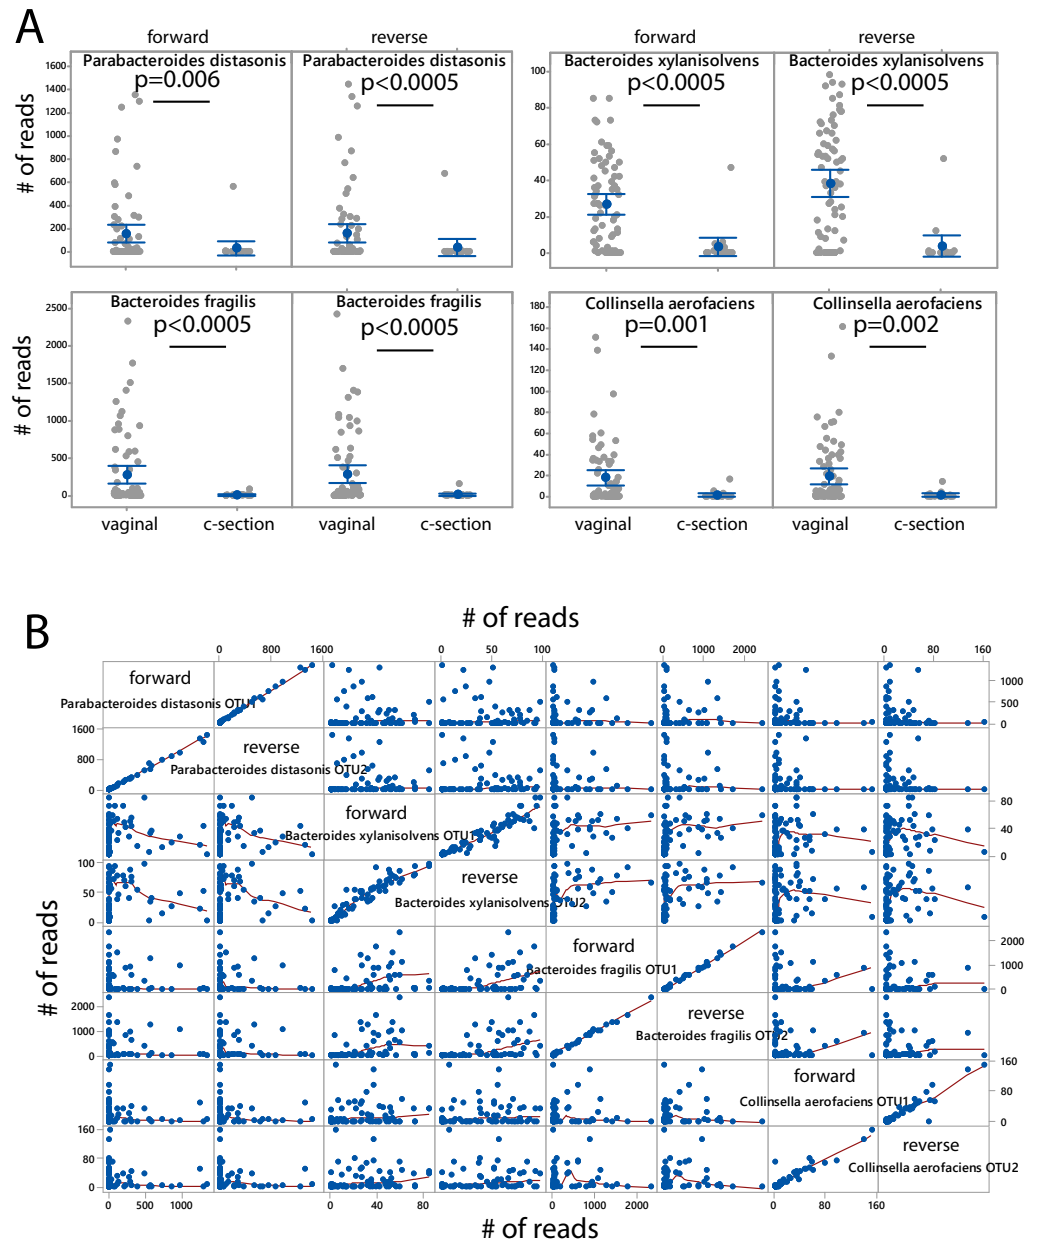 A
forward reverse forward reverse
Parabacteroides distasonis Parabacteroides distasonis Bacteroides xylanisolvens Bacteroides xylanisolvens
p=0.006 p<0.0005 p<0.0005 p<0.0005
# of reads
1600
1400
1200
1000
800
600
400
200
0
100
80
60
40
20
0
Bacteroides fragilis Bacteroides fragilis Collinsella aerofaciens Collinsella aerofaciens
p<0.0005 p<0.0005 p=0.001 p=0.002
# of reads
2500
2000
1500
1000
500
0
180
160
140
120
100
80
60
40
20
0
vaginal c-section vaginal c-section vaginal c-section vaginal c-section
B
# of reads
0 800 1600 0 50 100 0 1000 2000 0 80 160
forward
Parabacteroides distasonis OTU1
1000
500
0
1600
800
0
reverse
Parabacteroides distasonis OTU2
forward
Bacteroides xylanisolvens OTU1
80
40
0
100
50
0
reverse
Bacteroides xylanisolvens OTU2
# of reads
forward
Bacteroides fragilis OTU1
2000
1000
0
2000
1000
0
reverse
Bacteroides fragilis OTU2
forward
Collinsella aerofaciens OTU1
160
80
0
160
80
0
reverse
Collinsella aerofaciens OTU2
0 500 1000 0 40 80 0 1000 2000 0 80 160
# of reads